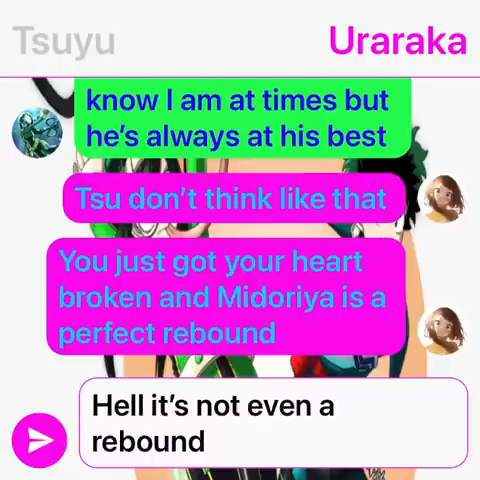 Tsuyu
Uraraka
know I am at times but
he's always at his best
Tsu don't think like that
You just got your heart
broken and Midoriya is a
perfect rebound
Hell it's not even a
rebound